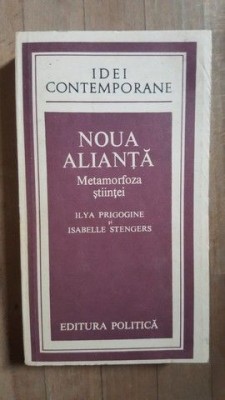 IDEI
CONTEMPORANE
NOUA
ALIANȚĂ
Metamorfoza
științei
ILYA PRIGOGINE
și
ISABELLE STENGERS
EDITURA POLITICĂ